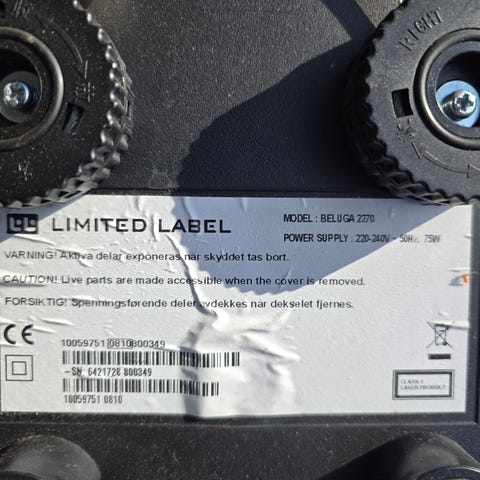 RIGHT
LL LIMITED LABEL
MODEL : BELUGA 2270
POWER SUPPLY : 220-240V ~ 50Hz, 75W
VARNING! Aktiva delar exponeras när skyddet tas bort.
CAUTION! Live parts are made accessible when the cover is removed.
FORSIKTIG! Spenningsførende deler avdekkes når dekselet fjernes.
CE
10059751 0810 800349
-SN: 6421728 800349
10059751 0810
CLASS 1
LASER PRODUCT